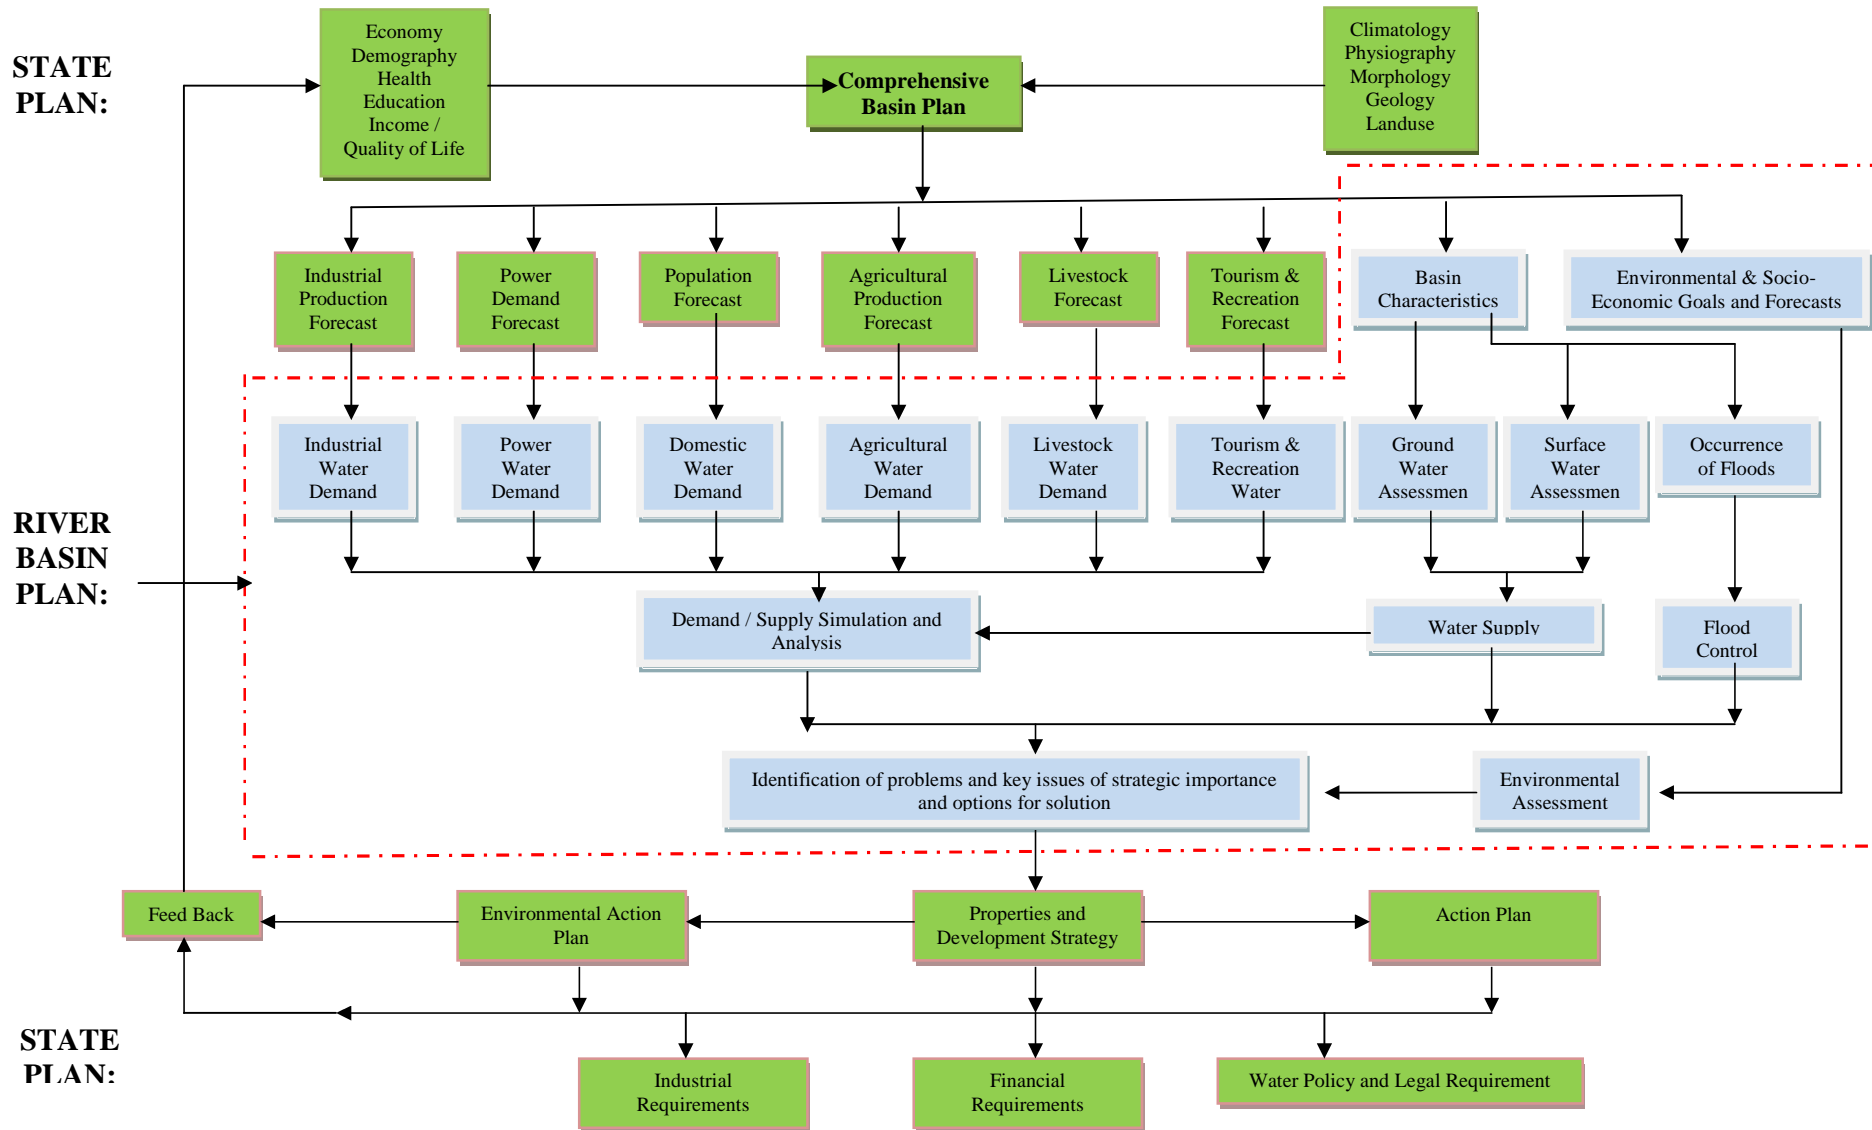 STATE
PLAN:
Economy
Demography
Health
Education
Income /
Quality of Life
Comprehensive
Basin Plan
Climatology
Physiography
Morphology
Geology
Landuse
Industrial
Production
Forecast
Power
Demand
Forecast
Population
Forecast
Agricultural
Production
Forecast
Livestock
Forecast
Tourism &
Recreation
Forecast
Basin
Characteristics
Environmental & Socio-
Economic Goals and Forecasts
RIVER
BASIN
PLAN:
Industrial
Water
Demand
Power
Water
Demand
Domestic
Water
Demand
Agricultural
Water
Demand
Livestock
Water
Demand
Tourism &
Recreation
Water
Ground
Water
Assessmen
Surface
Water
Assessmen
Occurrence
of Floods
Demand / Supply Simulation and
Analysis
Water Supply
Flood
Control
Identification of problems and key issues of strategic importance
and options for solution
Environmental
Assessment
Feed Back
Environmental Action
Plan
Properties and
Development Strategy
Action Plan
STATE
PLAN:
Industrial
Requirements
Financial
Requirements
Water Policy and Legal Requirement